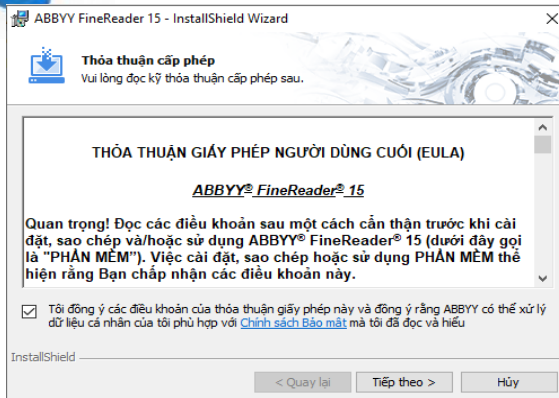 ABBYY FineReader 15 - InstallShield Wizard
Thỏa thuận cấp phép
Vui lòng đọc kỹ thỏa thuận cấp phép sau.
THỎA THUẬN GIẤY PHÉP NGƯỜI DÙNG CUỐI (EULA)
ABBYY® FineReader® 15
Quan trọng! Đọc các điều khoản sau một cách cẩn thận trước khi cài
đặt, sao chép và/hoặc sử dụng ABBYY® FineReader® 15 (dưới đây gọi
là "PHẦN MỀM"). Việc cài đặt, sao chép hoặc sử dụng PHẦN MỀM thể
hiện rằng Bạn chấp nhận các điều khoản này.
Tôi đồng ý các điều khoản của thỏa thuận giấy phép này và đồng ý rằng ABBYY có thể xử lý
dữ liệu cá nhân của tôi phù hợp với Chính sách Bảo mật mà tôi đã đọc và hiểu
InstallShield
< Quay lại
Tiếp theo >
Hủy